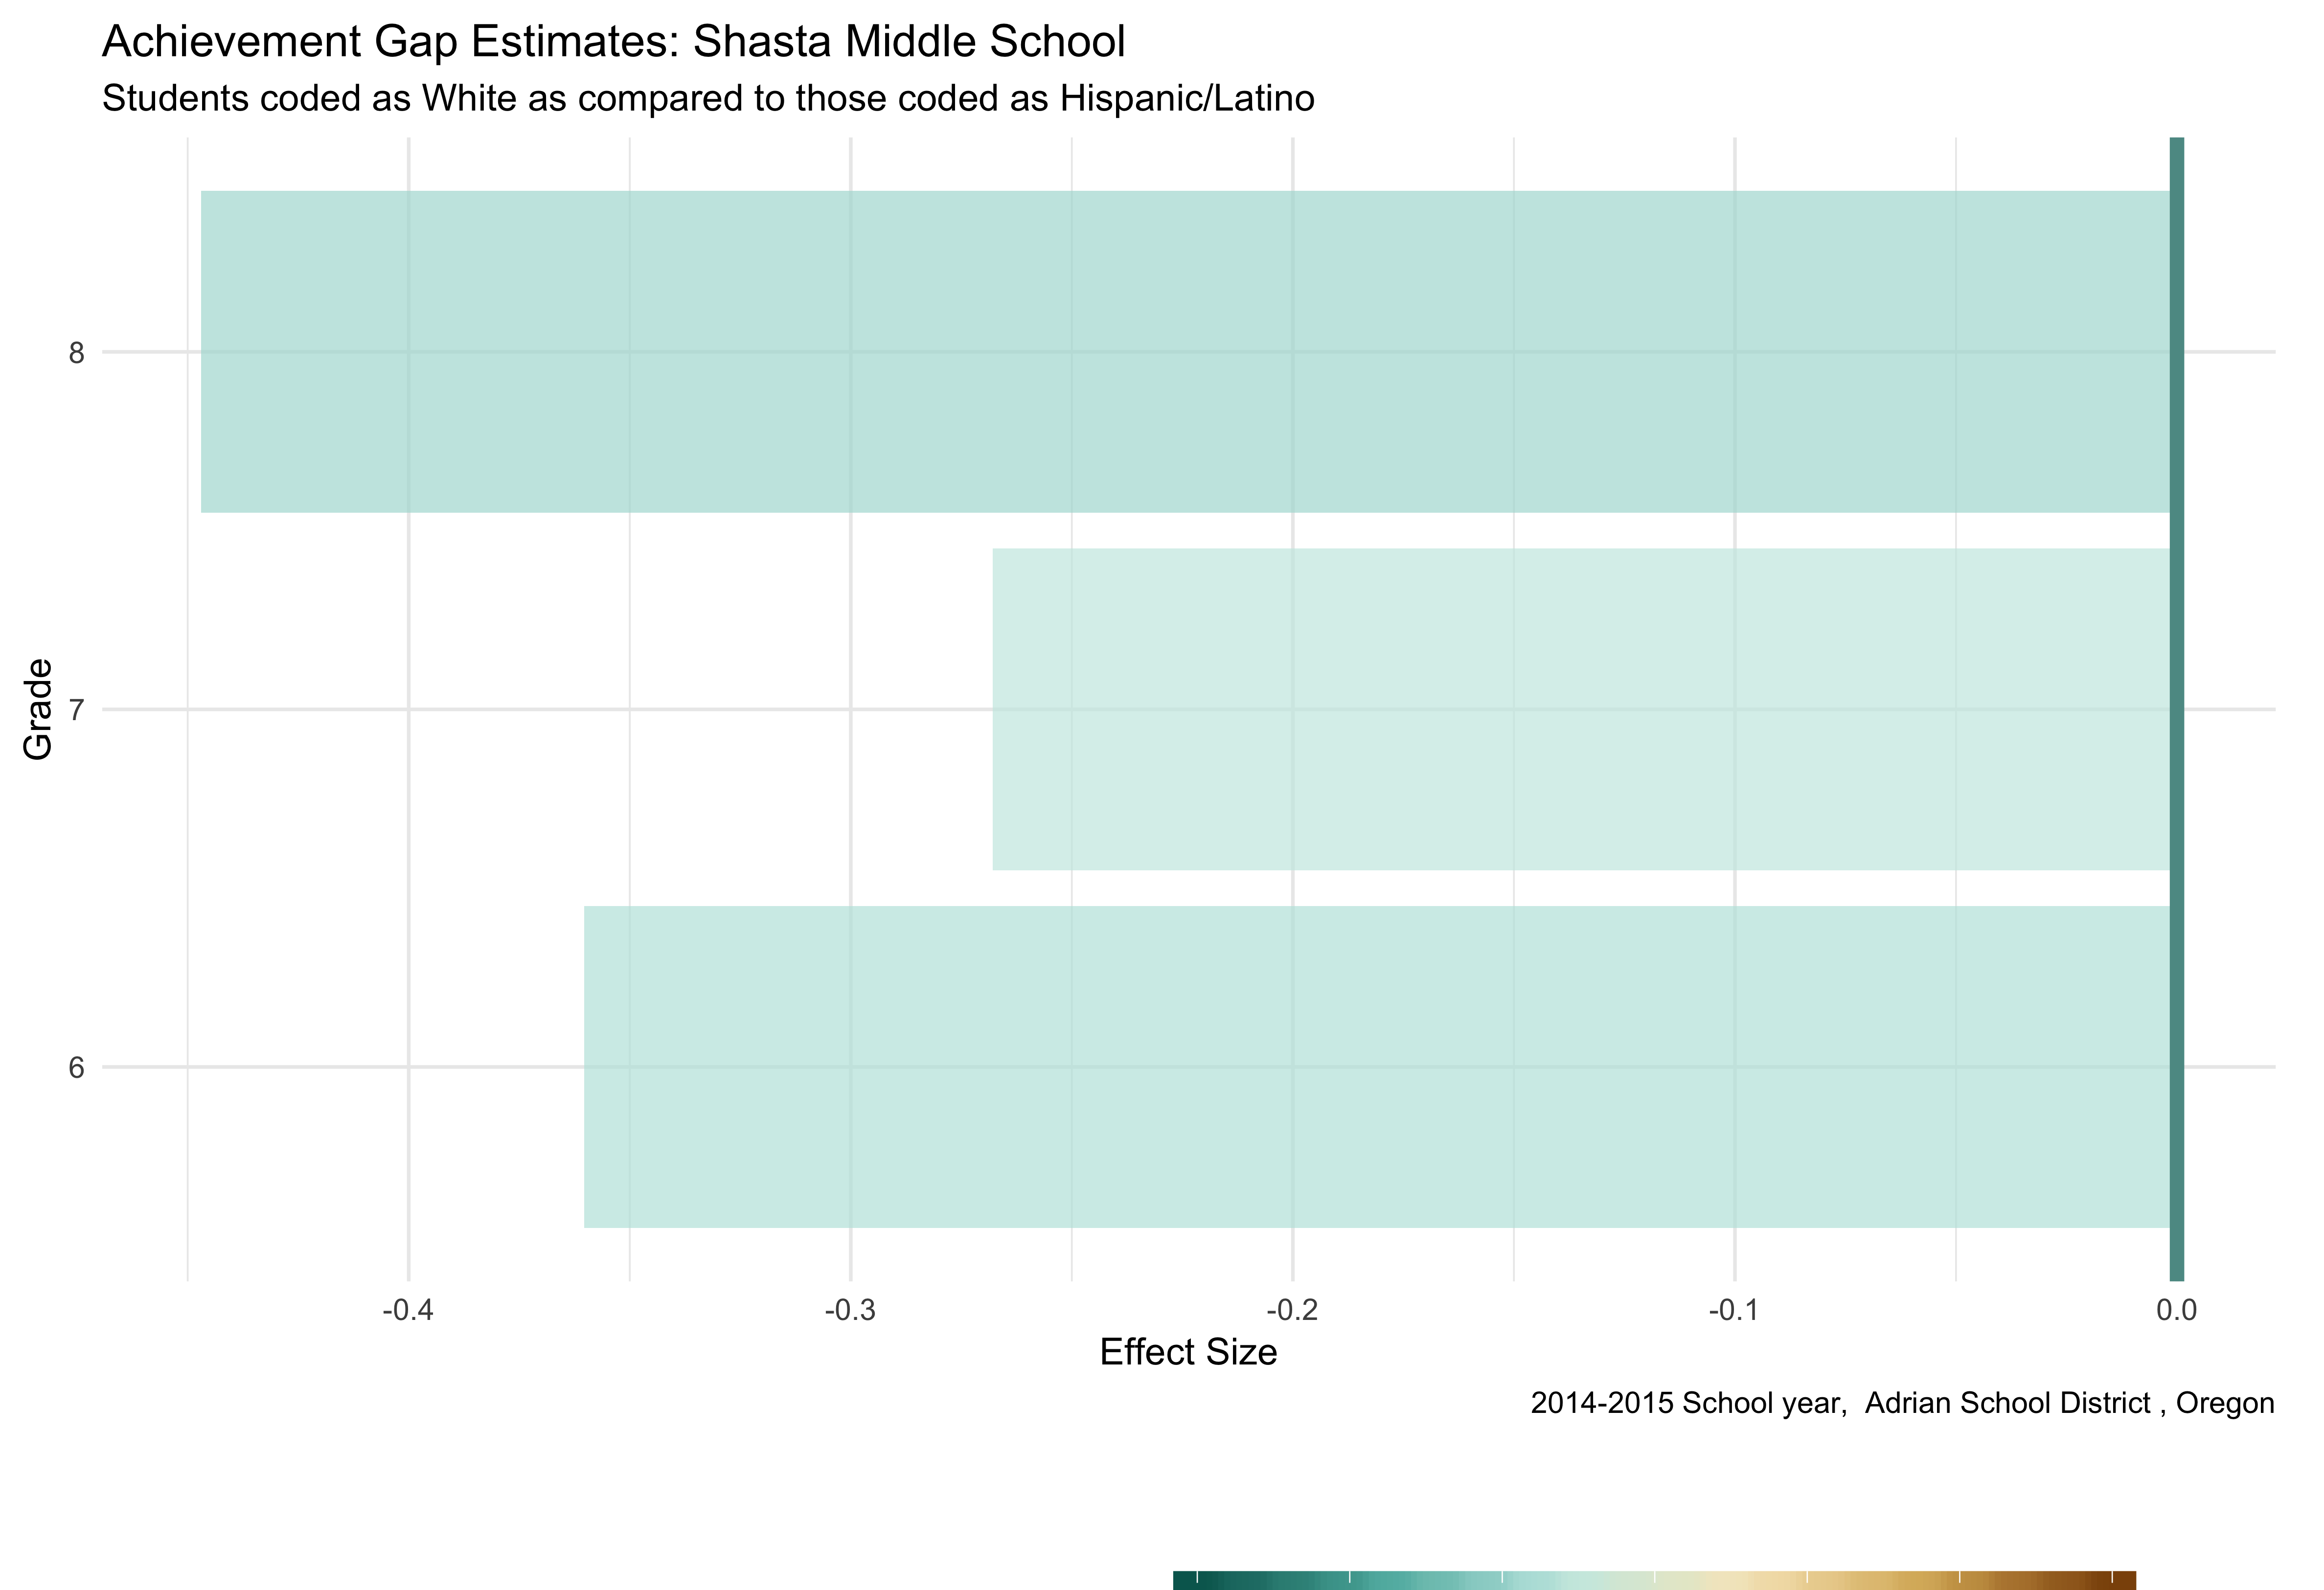 Achievement Gap Estimates: Shasta Middle School
Students coded as White as compared to those coded as Hispanic/Latino
8
7
6
Grade
-0.4 -0.3 -0.2 -0.1 0.0
Effect Size
2014-2015 School year,  Adrian School District , Oregon